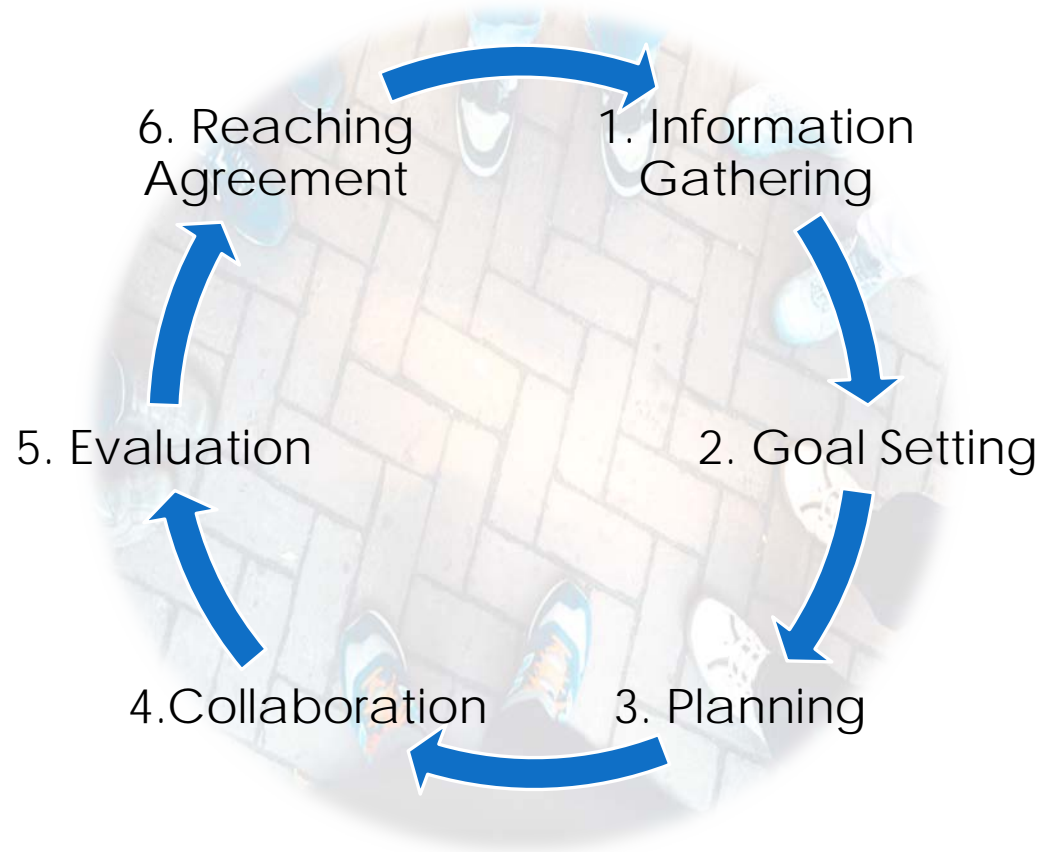 1. Information
Gathering
2. Goal Setting
3. Planning
4.Collaboration
5. Evaluation
6. Reaching
Agreement